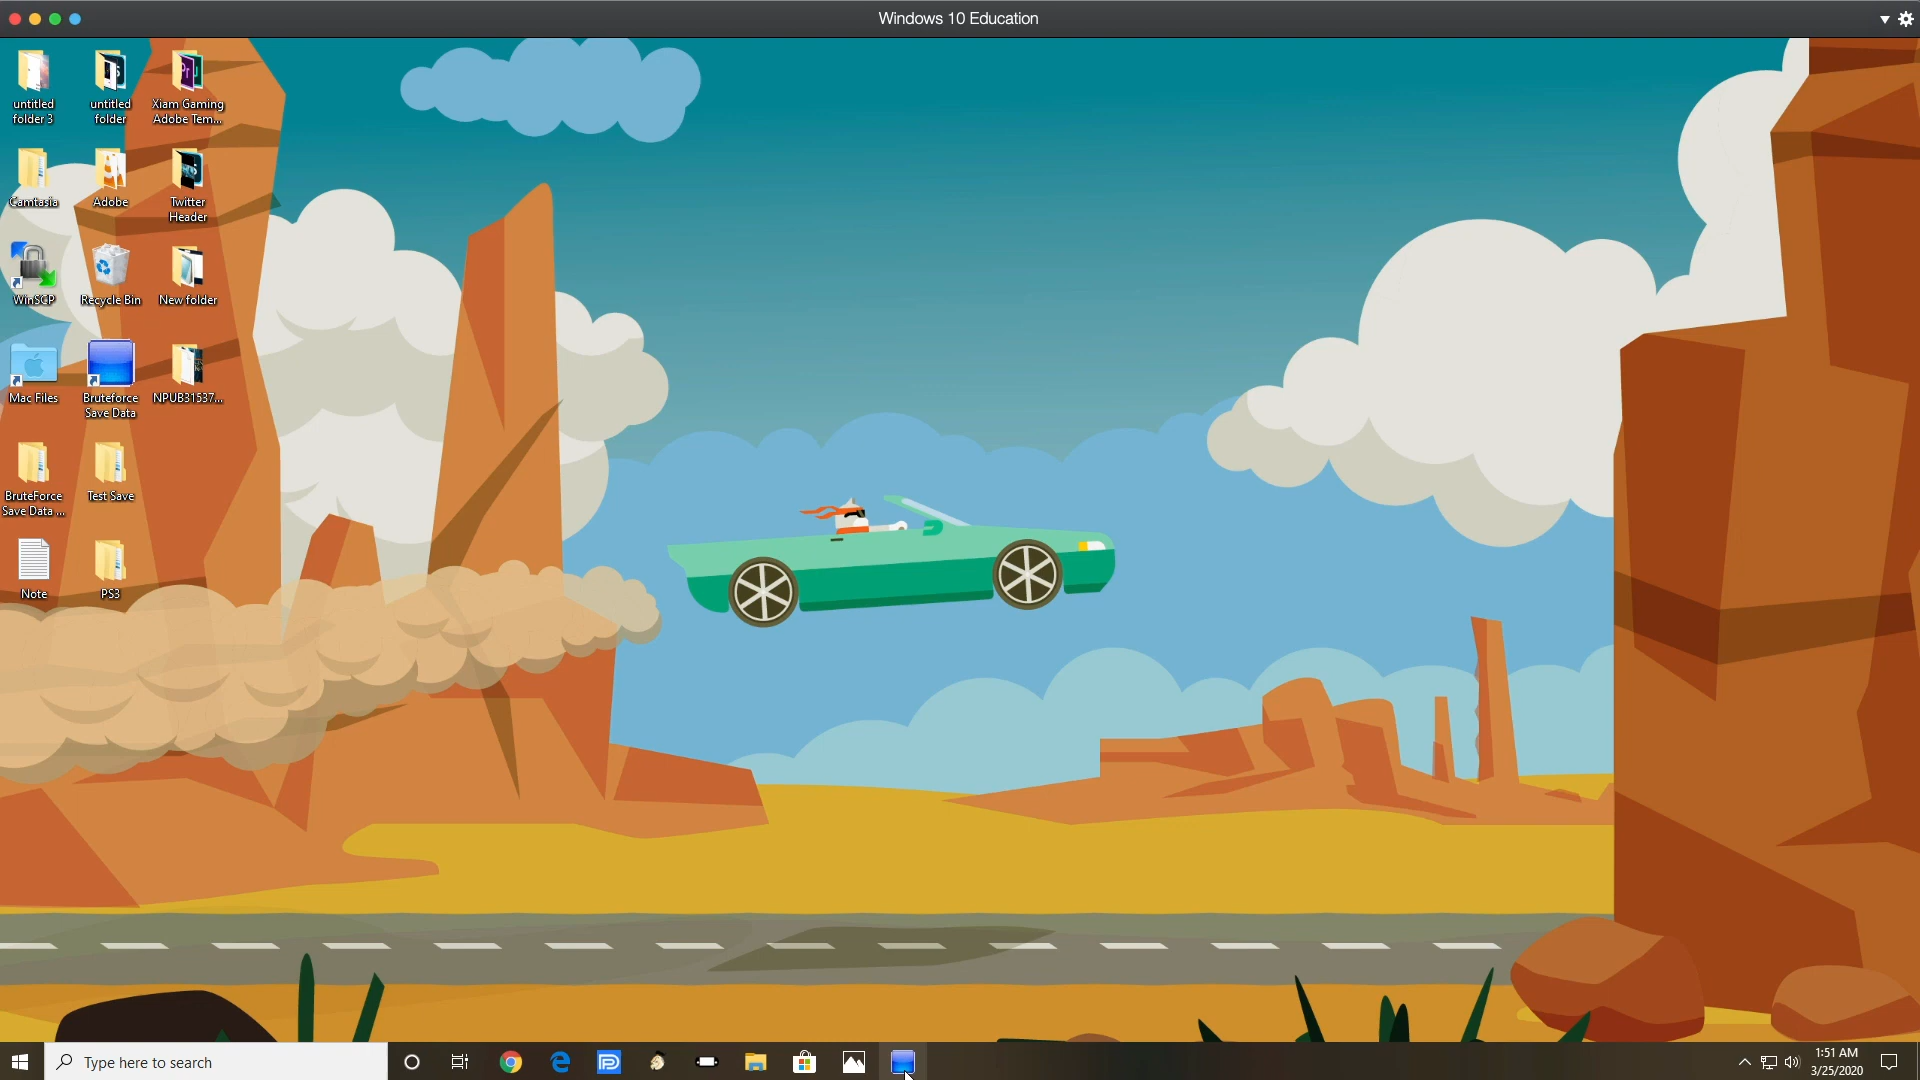 Windows 10 Education
untitled
folder 3
untitled
folder
Xiam Gaming
Adobe Tem...
Camtasia
Adobe
Twitter
Header
WinSCP
Recycle Bin
New folder
Mac Files
Bruteforce
Save Data
NPUB31537...
BruteForce
Save Data ...
Test Save
Note
PS3
Type here to search
1:51 AM
3/25/2020